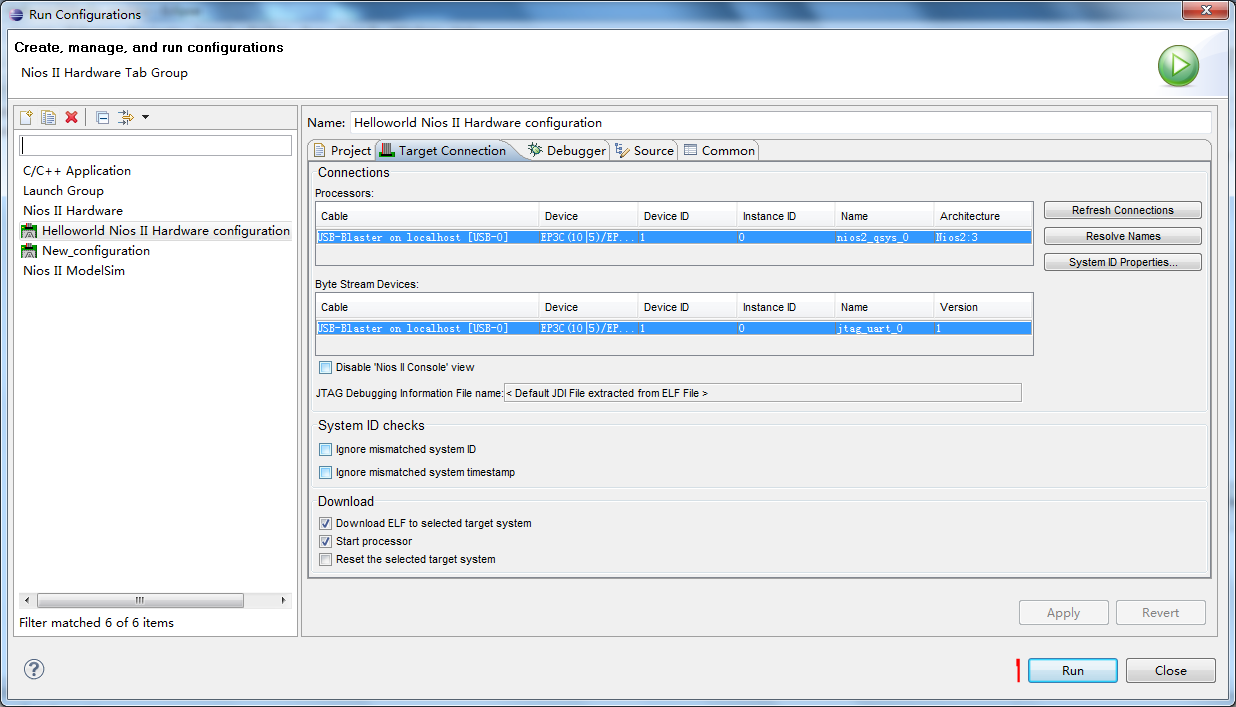 Run Configurations
Create, manage, and run configurations
Nios II Hardware Tab Group
Name: Helloworld Nios II Hardware configuration
Project Target Connection Debugger Source Common
C/C++ Application
Launch Group
Nios II Hardware
Helloworld Nios II Hardware configuration
New_configuration
Nios II ModelSim
Filter matched 6 of 6 items
Connections
Processors:
Cable Device Device ID Instance ID Name Architecture
USB-Blaster on localhost [USB-0] EP3C(10|5)/EP... 1 0 nios2_qsys_0 Nios2:3
Refresh Connections
Resolve Names
System ID Properties...
Byte Stream Devices:
Cable Device Device ID Instance ID Name Version
USB-Blaster on localhost [USB-0] EP3C(10|5)/EP... 1 0 jtag_uart_0 1
Disable 'Nios II Console' view
JTAG Debugging Information File name: < Default JDI File extracted from ELF File >
System ID checks
Ignore mismatched system ID
Ignore mismatched system timestamp
Download
Download ELF to selected target system
Start processor
Reset the selected target system
Apply Revert
Run Close